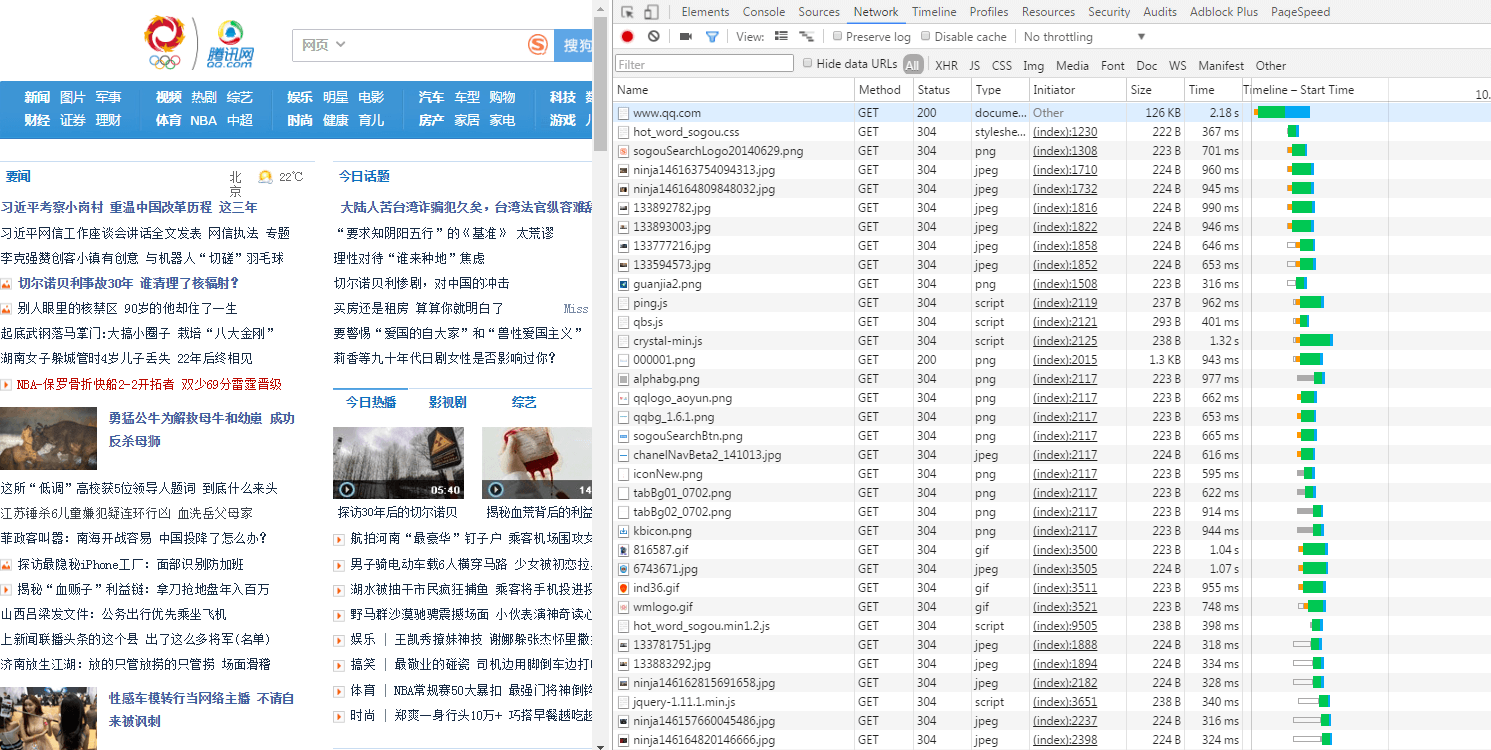 腾讯网
QQ.com
网页
搜狗
新闻 图片 军事 视频 热剧 综艺 娱乐 明星 电影 汽车 车型 购物 科技
财经 证券 理财 体育 NBA 中超 时尚 健康 育儿 房产 家居 家电 游戏
要闻
北京
22℃
习近平考察小岗村 重温中国改革历程 这三年
习近平网信工作座谈会讲话全文发表 网信执法 专题
李克强赞创客小镇有创意 与机器人“切磋”羽毛球
切尔诺贝利事故30年 谁清理了核辐射?
别人眼里的核禁区 90岁的他却住了一生
起底武钢落马掌门:大搞小圈子 栽培“八大金刚”
湖南女子躲城管时4岁儿子丢失 22年后终相见
NBA-保罗骨折快船2-2开拓者 双少69分雷霆晋级
勇猛公牛为解救母牛和幼崽 成功
反杀母狮
这所“低调”高校获5位领导人题词 到底什么来头
江苏锤杀6儿童嫌犯疑连环行凶 血洗岳父母家
菲政客叫嚣：南海开战容易 中国投降了怎么办?
探访最隐秘iPhone工厂：面部识别防加班
揭秘“血贩子”利益链：拿刀抢地盘年入百万
山西吕梁发文件：公务出行优先乘坐飞机
上新闻联播头条的这个县 出了这么多将军(名单)
济南放生江湖：放的只管放捞的只管捞 场面滑稽
性感车模转行当网络主播 不请自
来被讽刺
今日话题
大陆人苦台湾诈骗犯久矣，台湾法官纵容难辞
“要求知阴阳五行”的《基准》 太荒谬
理性对待“谁来种地”焦虑
切尔诺贝利惨剧，对中国的冲击
买房还是租房 算算你就明白了 Miss
要警惕“爱国的自大家”和“兽性爱国主义”
莉香等九十年代日剧女性是否影响过你?
今日热播 影视剧 综艺
05:40
14
探访30年后的切尔诺贝 揭秘血荒背后的利益
航拍河南“最豪华”钉子户 乘客机场围攻女
男子骑电动车载6人横穿马路 少女被初恋拉
湖水被抽干市民疯狂捕鱼 乘客将手机投进投
野马群沙漠驰骋震撼场面 小伙表演神奇读心
娱乐 | 王凯秀撩妹神技 谢娜躲张杰怀里撒
搞笑 | 最敬业的碰瓷 司机边用脚倒车边打
体育 | NBA常规赛50大暴扣 最强门将神倒钩
时尚 | 郑爽一身行头10万+ 巧搭早餐越吃越
Elements Console Sources Network Timeline Profiles Resources Security Audits Adblock Plus PageSpeed
View: Preserve log Disable cache No throttling
Filter Hide data URLs All XHR JS CSS Img Media Font Doc WS Manifest Other
Name Method Status Type Initiator Size Time Timeline – Start Time 10.
www.qq.com GET 200 docume... Other 126 KB 2.18 s
hot_word_sogou.css GET 304 styleshe... (index):1230 222 B 367 ms
sogouSearchLogo20140629.png GET 304 png (index):1308 223 B 701 ms
ninja146163754094313.jpg GET 304 jpeg (index):1710 224 B 960 ms
ninja146164809848032.jpg GET 304 jpeg (index):1732 224 B 945 ms
133892782.jpg GET 304 jpeg (index):1816 224 B 990 ms
133893003.jpg GET 304 jpeg (index):1822 224 B 946 ms
133777216.jpg GET 304 jpeg (index):1858 224 B 646 ms
133594573.jpg GET 304 jpeg (index):1852 224 B 653 ms
guanjia2.png GET 304 png (index):1508 223 B 316 ms
ping.js GET 304 script (index):2119 237 B 962 ms
qbs.js GET 304 script (index):2121 293 B 401 ms
crystal-min.js GET 304 script (index):2125 238 B 1.32 s
000001.png GET 200 png (index):2015 1.3 KB 943 ms
alphabg.png GET 304 png (index):2117 223 B 977 ms
qqlogo_aoyun.png GET 304 png (index):2117 223 B 662 ms
qqbg_1.6.1.png GET 304 png (index):2117 223 B 653 ms
sogouSearchBtn.png GET 304 png (index):2117 223 B 665 ms
chanelNavBeta2_141013.jpg GET 304 png (index):2117 224 B 616 ms
iconNew.png GET 304 png (index):2117 223 B 595 ms
tabBg01_0702.png GET 304 png (index):2117 223 B 622 ms
tabBg02_0702.png GET 304 png (index):2117 223 B 914 ms
kbicon.png GET 304 png (index):2117 223 B 944 ms
816587.gif GET 304 gif (index):3500 223 B 1.04 s
6743671.jpg GET 304 jpeg (index):3505 224 B 1.07 s
ind36.gif GET 304 gif (index):3511 223 B 955 ms
wmlogo.gif GET 304 gif (index):3521 223 B 748 ms
hot_word_sogou.min1.2.js GET 304 script (index):9505 238 B 398 ms
133781751.jpg GET 304 jpeg (index):1888 224 B 318 ms
133883292.jpg GET 304 jpeg (index):1894 224 B 334 ms
ninja146162815691658.jpg GET 304 jpeg (index):2182 224 B 328 ms
jquery-1.11.1.min.js GET 304 script (index):3651 238 B 340 ms
ninja146157660045486.jpg GET 304 jpeg (index):2237 224 B 316 ms
ninja146164820146666.jpg GET 304 jpeg (index):2398 224 B 324 ms